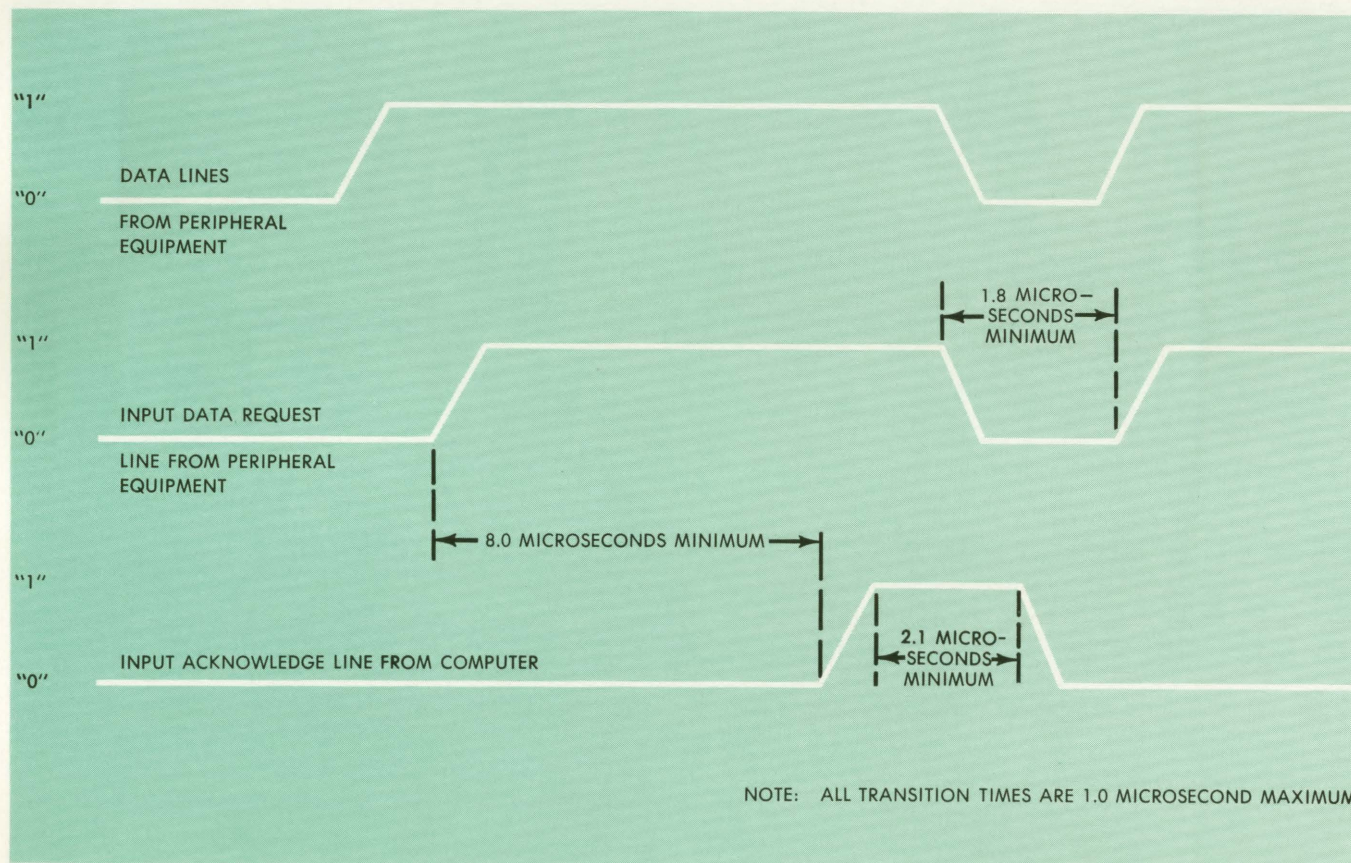 "1"
DATA LINES
"0"
FROM PERIPHERAL
EQUIPMENT
1.8 MICRO-
SECONDS
MINIMUM
"1"
INPUT DATA REQUEST
"0"
LINE FROM PERIPHERAL
EQUIPMENT
8.0 MICROSECONDS MINIMUM
"1"
2.1 MICRO-
SECONDS
MINIMUM
INPUT ACKNOWLEDGE LINE FROM COMPUTER
"0"
NOTE: ALL TRANSITION TIMES ARE 1.0 MICROSECOND MAXIMUM